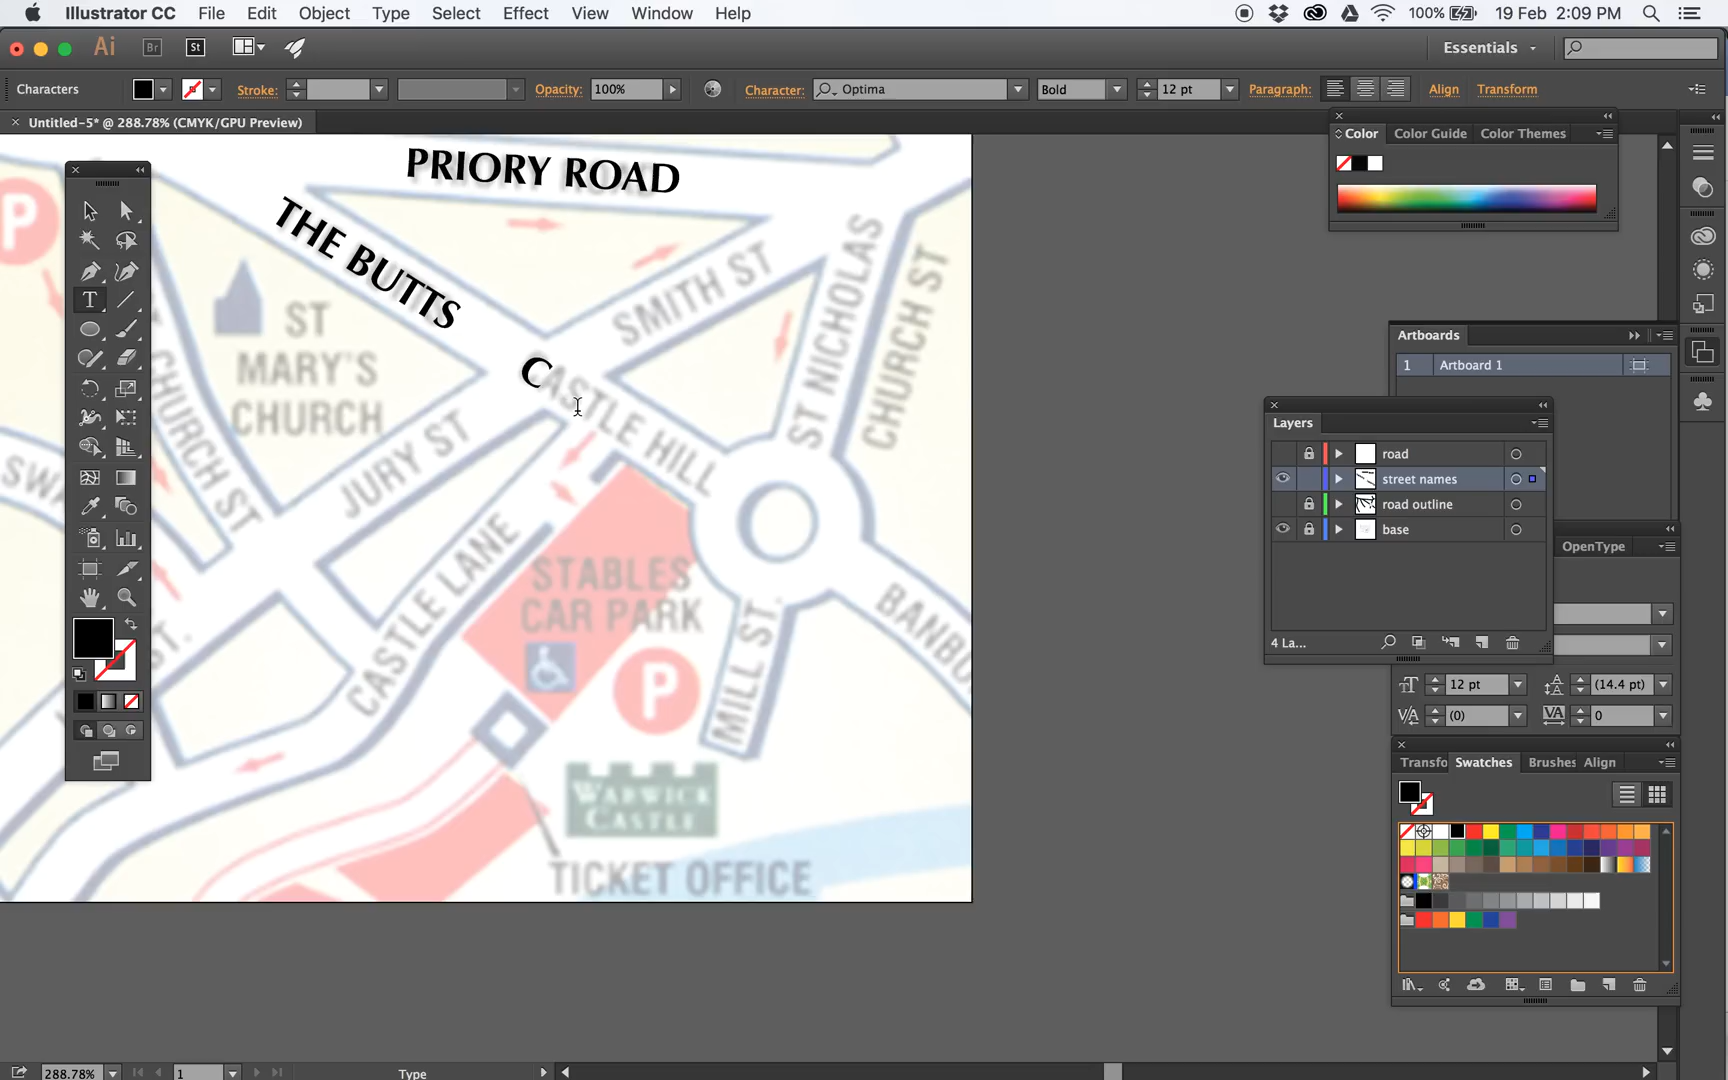 Illustrator CC File Edit Object Type Select Effect View Window Help 100% 19 Feb 2:09 PM
Ai Br St Essentials
Characters Stroke: Opacity: 100% Character: Optima Bold 12 pt Paragraph: Align Transform
Untitled-5* @ 288.78% (CMYK/GPU Preview)
Color Color Guide Color Themes
PRIORY ROAD
THE BUTTS
C
P
ST
MARY'S
CHURCH
CHURCH ST
SMITH ST
ST NICHOLAS
CHURCH ST
CASTLE HILL
JURY ST
CASTLE LANE
STABLES
CAR PARK
P
MILL ST.
ST.
WARWICK
CASTLE
TICKET OFFICE
T
Artboards
1 Artboard 1
Layers
road
street names
road outline
base
4 La...
OpenType
12 pt (14.4 pt)
(0) 0
Transfo Swatches Brushes Align
288.78% 1 Type